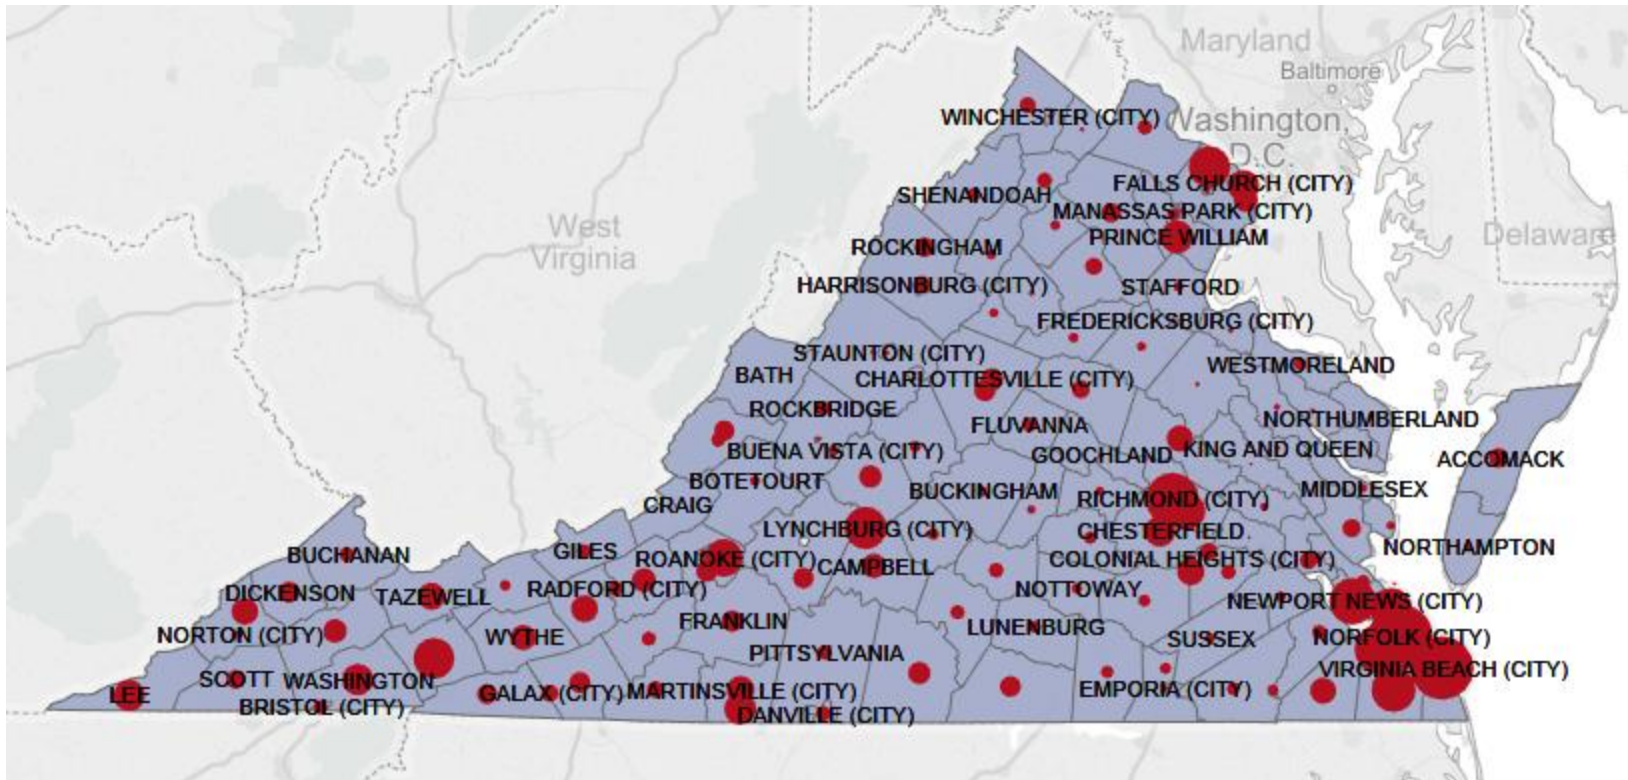 Maryland
Baltimore
WINCHESTER (CITY)
Washington,
D.C.
FALLS CHURCH (CITY)
SHENANDOAH
MANASSAS PARK (CITY)
West
Virginia
Delaware
PRINCE WILLIAM
ROCKINGHAM
HARRISONBURG (CITY)
STAFFORD
FREDERICKSBURG (CITY)
STAUNTON (CITY)
WESTMORELAND
BATH
CHARLOTTESVILLE (CITY)
ROCKBRIDGE
NORTHUMBERLAND
FLUVANNA
BUENA VISTA (CITY)
GOOCHLAND
KING AND QUEEN
ACCOMACK
BOTETOURT
BUCKINGHAM
RICHMOND (CITY)
MIDDLESEX
CRAIG
LYNCHBURG (CITY)
CHESTERFIELD
NORTHAMPTON
BUCHANAN
GILES
ROANOKE (CITY)
CAMPBELL
COLONIAL HEIGHTS (CITY)
DICKENSON
TAZEWELL
RADFORD (CITY)
NOTTOWAY
NEWPORT NEWS (CITY)
FRANKLIN
LUNENBURG
NORTON (CITY)
WYTHE
SUSSEX
NORFOLK (CITY)
PITTSYLVANIA
VIRGINIA BEACH (CITY)
SCOTT
WASHINGTON
LEE
GALAX (CITY)
MARTINSVILLE (CITY)
EMPORIA (CITY)
BRISTOL (CITY)
DANVILLE (CITY)